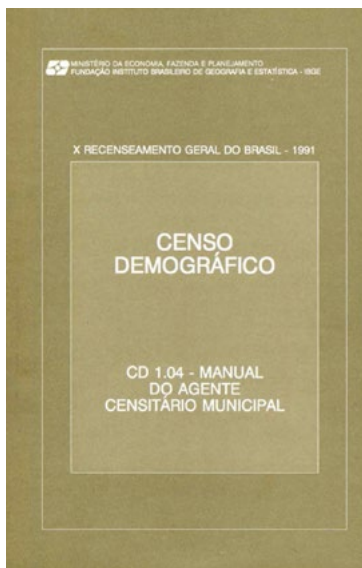 MINISTÉRIO DA ECONOMIA, FAZENDA E PLANEJAMENTO
FUNDAÇÃO INSTITUTO BRASILEIRO DE GEOGRAFIA E ESTATÍSTICA - IBGE
X RECENSEAMENTO GERAL DO BRASIL - 1991
CENSO
DEMOGRÁFICO
CD 1.04 - MANUAL
DO AGENTE
CENSITÁRIO MUNICIPAL